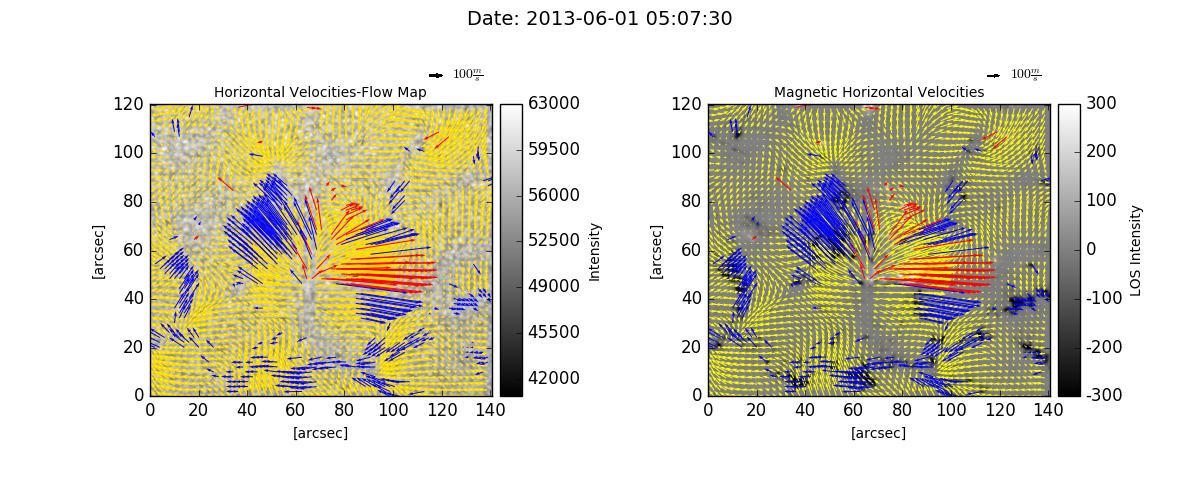 Date: 2013-06-01 05:07:30
100 m/s
100 m/s
Horizontal Velocities-Flow Map
Magnetic Horizontal Velocities
120
100
80
60
40
20
0
[arcsec]
0 20 40 60 80 100 120 140
[arcsec]
63000
59500
56000
52500
49000
45500
42000
Intensity
120
100
80
60
40
20
0
[arcsec]
0 20 40 60 80 100 120 140
[arcsec]
300
200
100
0
-100
-200
-300
LOS Intensity